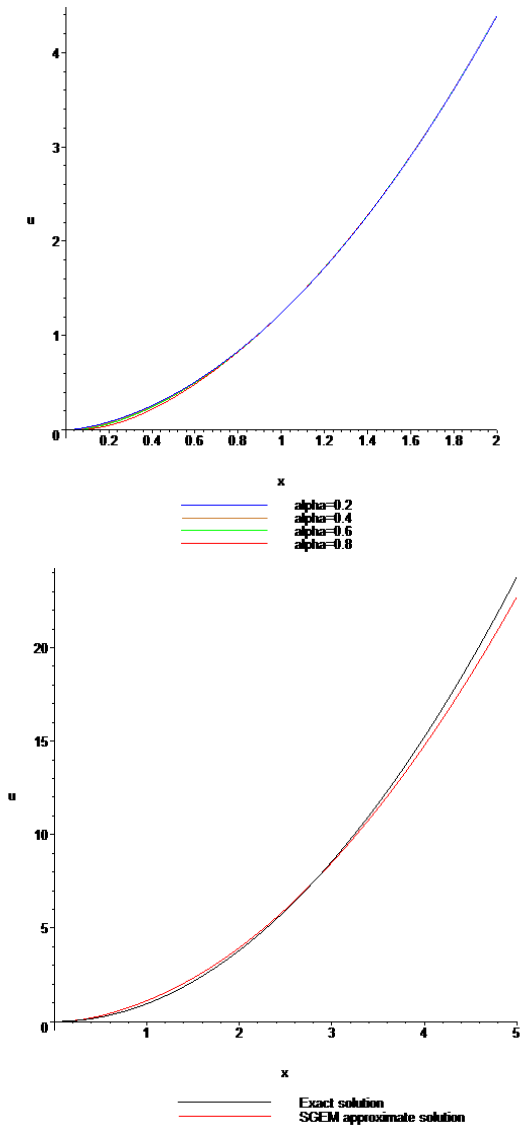 4
3
u
2
1
0
0.2 0.4 0.6 0.8 1 1.2 1.4 1.6 1.8 2
x
alpha=0.2
alpha=0.4
alpha=0.6
alpha=0.8
20
15
u
10
5
0
1 2 3 4 5
x
Exact solution
SGEM approximate solution